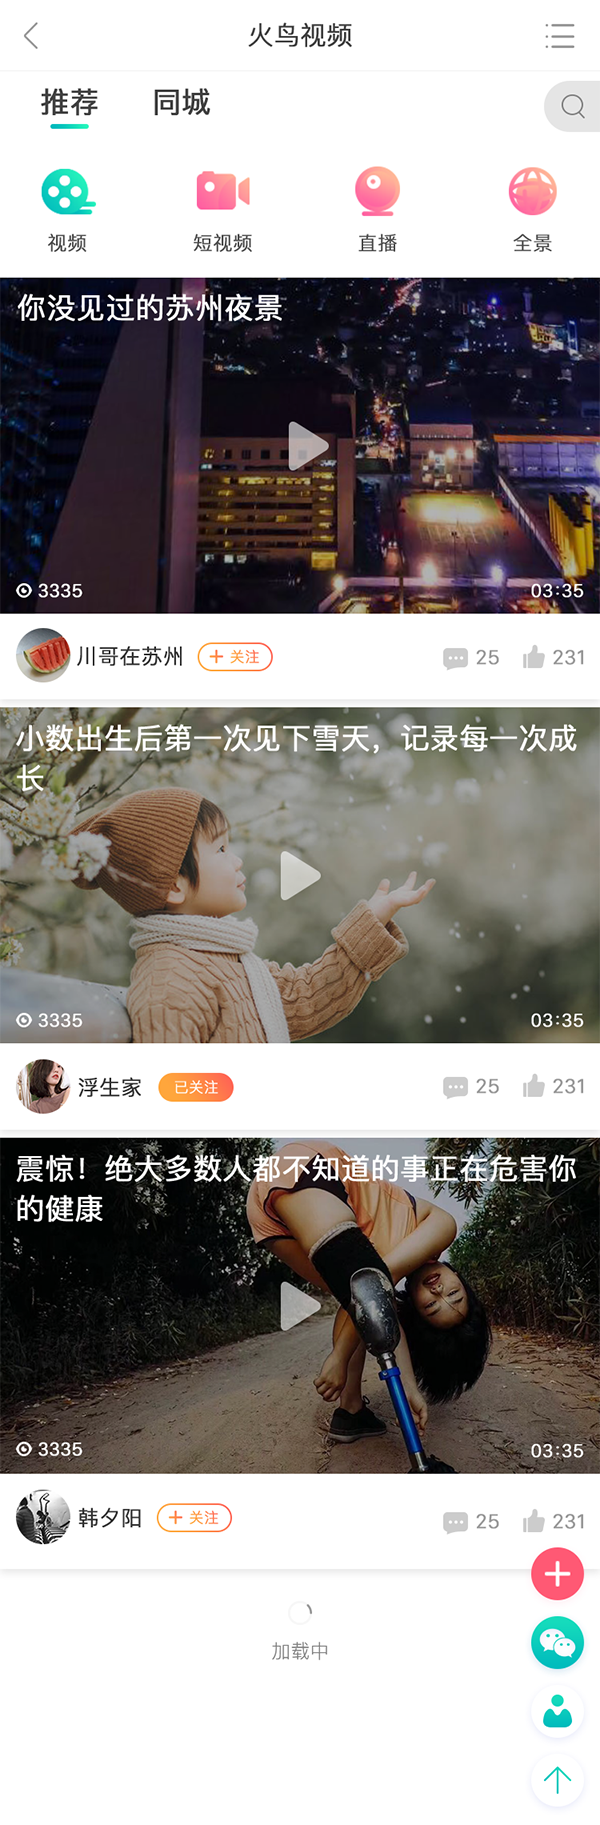 火鸟视频
推荐 同城
视频 短视频 直播 全景
你没见过的苏州夜景
3335 03:35
川哥在苏州 + 关注 25 231
小数出生后第一次见下雪天，记录每一次成
长
3335 03:35
浮生家 已关注 25 231
震惊！绝大多数人都不知道的事正在危害你
的健康
3335 03:35
韩夕阳 + 关注 25 231
加载中